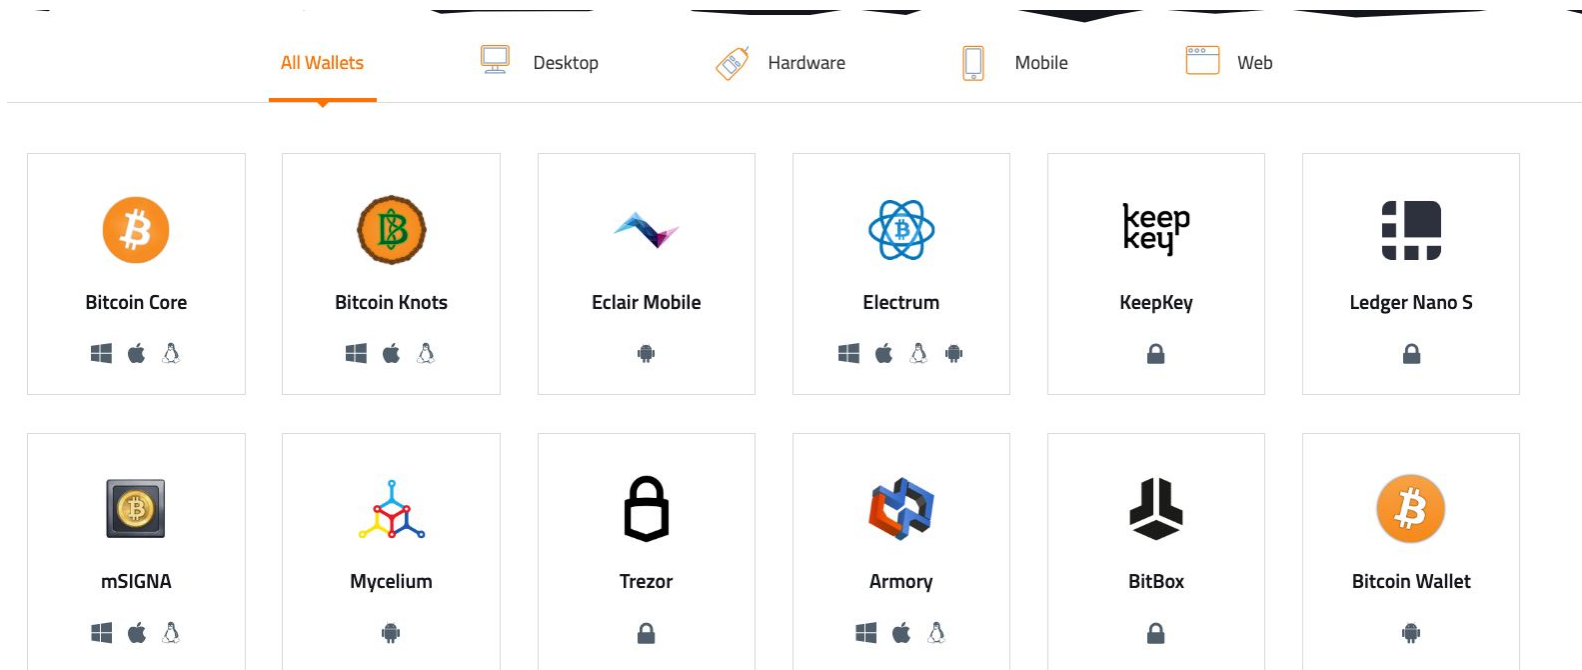 All Wallets
Desktop
Hardware
Mobile
Web
keep
key
Bitcoin Core
Bitcoin Knots
Eclair Mobile
Electrum
KeepKey
Ledger Nano S
mSIGNA
Mycelium
Trezor
Armory
BitBox
Bitcoin Wallet